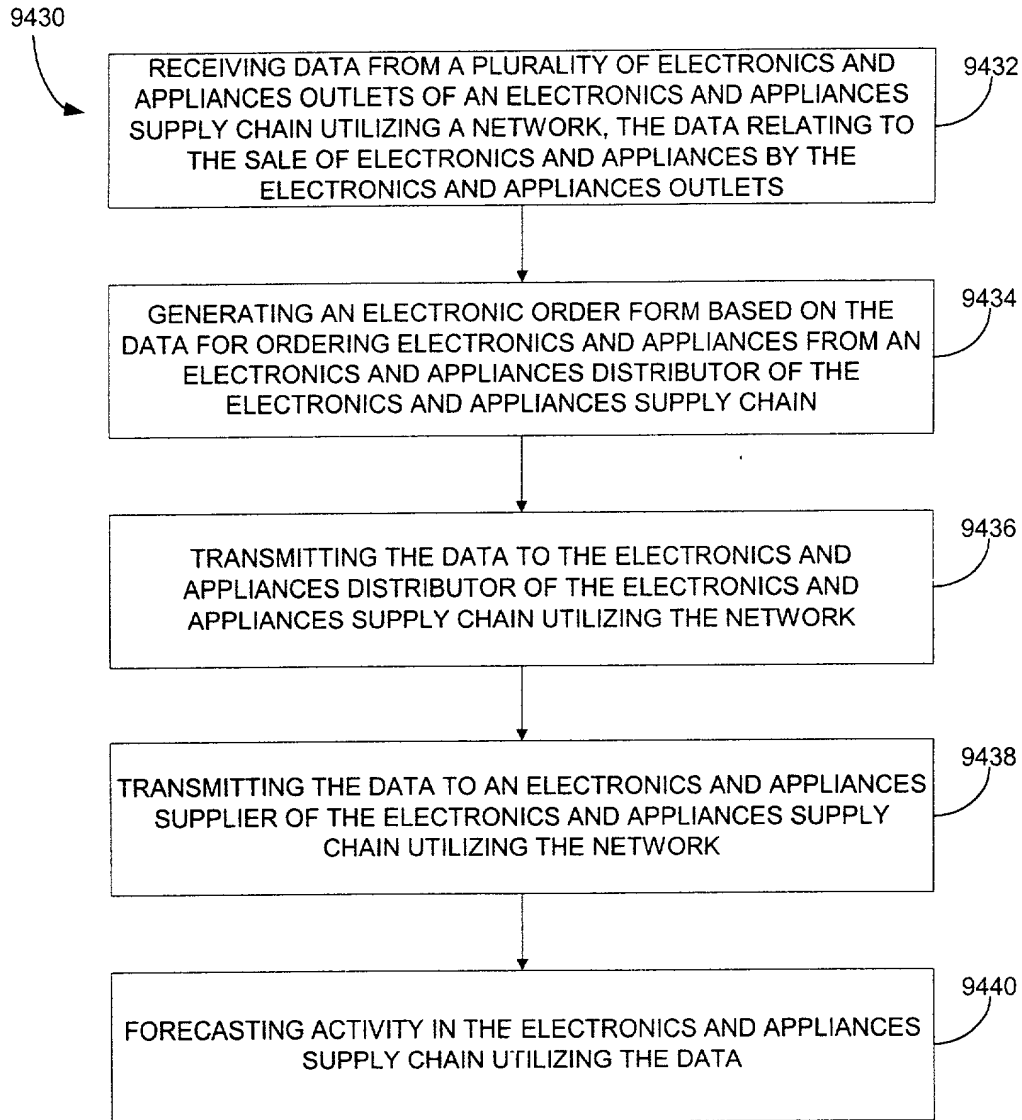 9430
RECEIVING DATA FROM A PLURALITY OF ELECTRONICS AND
APPLIANCES OUTLETS OF AN ELECTRONICS AND APPLIANCES
SUPPLY CHAIN UTILIZING A NETWORK, THE DATA RELATING TO
THE SALE OF ELECTRONICS AND APPLIANCES BY THE
ELECTRONICS AND APPLIANCES OUTLETS
9432
GENERATING AN ELECTRONIC ORDER FORM BASED ON THE
DATA FOR ORDERING ELECTRONICS AND APPLIANCES FROM AN
ELECTRONICS AND APPLIANCES DISTRIBUTOR OF THE
ELECTRONICS AND APPLIANCES SUPPLY CHAIN
9434
TRANSMITTING THE DATA TO THE ELECTRONICS AND
APPLIANCES DISTRIBUTOR OF THE ELECTRONICS AND
APPLIANCES SUPPLY CHAIN UTILIZING THE NETWORK
9436
TRANSMITTING THE DATA TO AN ELECTRONICS AND APPLIANCES
SUPPLIER OF THE ELECTRONICS AND APPLIANCES SUPPLY
CHAIN UTILIZING THE NETWORK
9438
FORECASTING ACTIVITY IN THE ELECTRONICS AND APPLIANCES
SUPPLY CHAIN UTILIZING THE DATA
9440